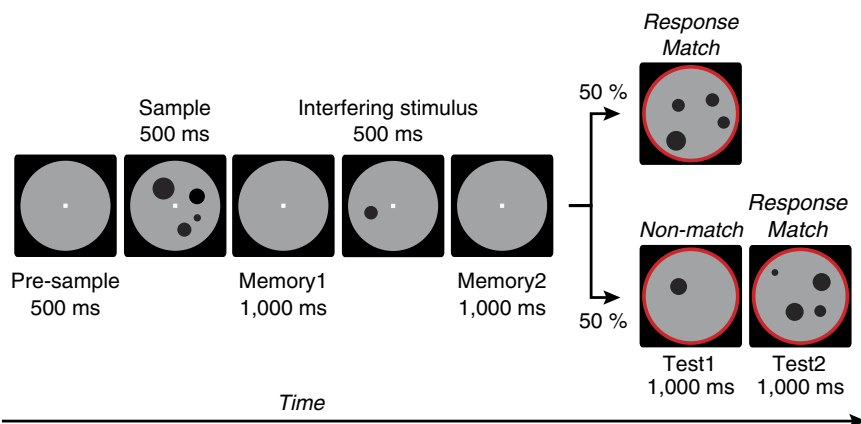 Response
Match
50 %
Sample
500 ms
Interfering stimulus
500 ms
Pre-sample
500 ms
Memory1
1,000 ms
Memory2
1,000 ms
50 %
Non-match
Response
Match
Test1
1,000 ms
Test2
1,000 ms
Time